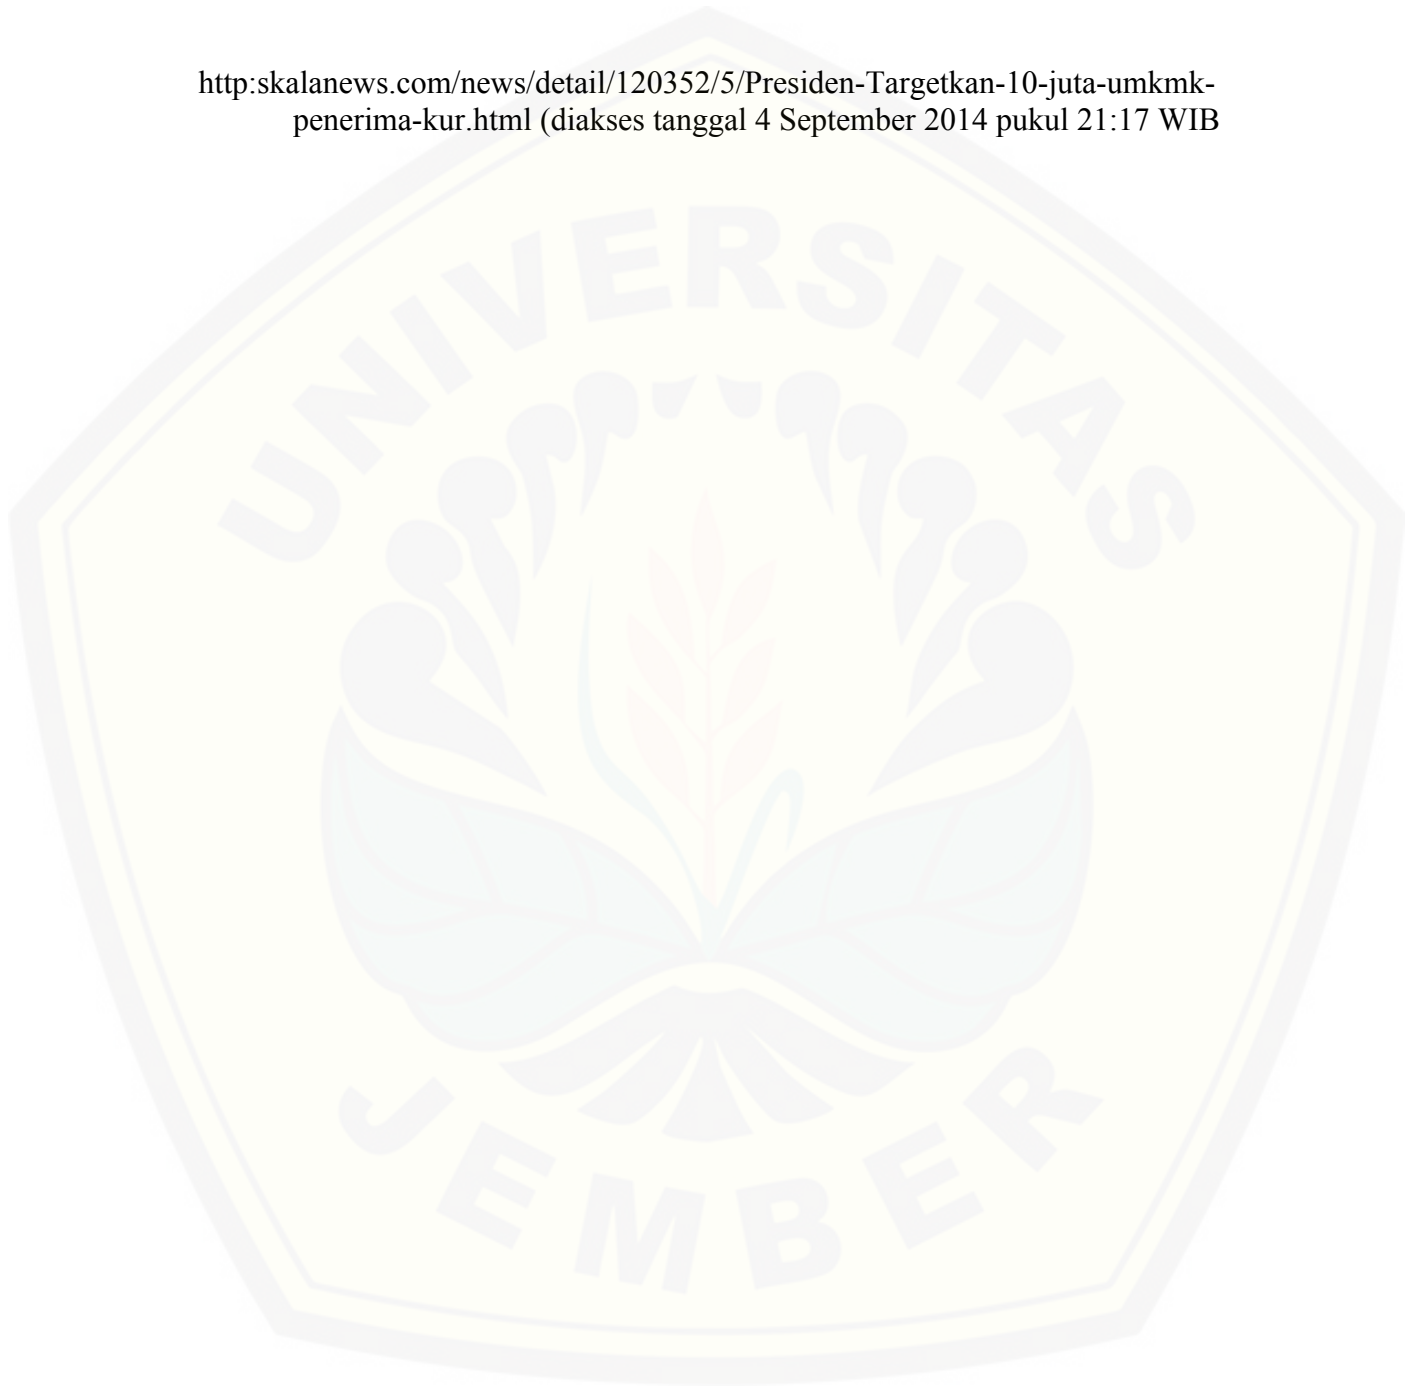 http:skalanews.com/news/detail/120352/5/Presiden-Targetkan-10-juta-umkmk-
penerima-kur.html (diakses tanggal 4 September 2014 pukul 21:17 WIB
UNIVERSITAS
JEMBER